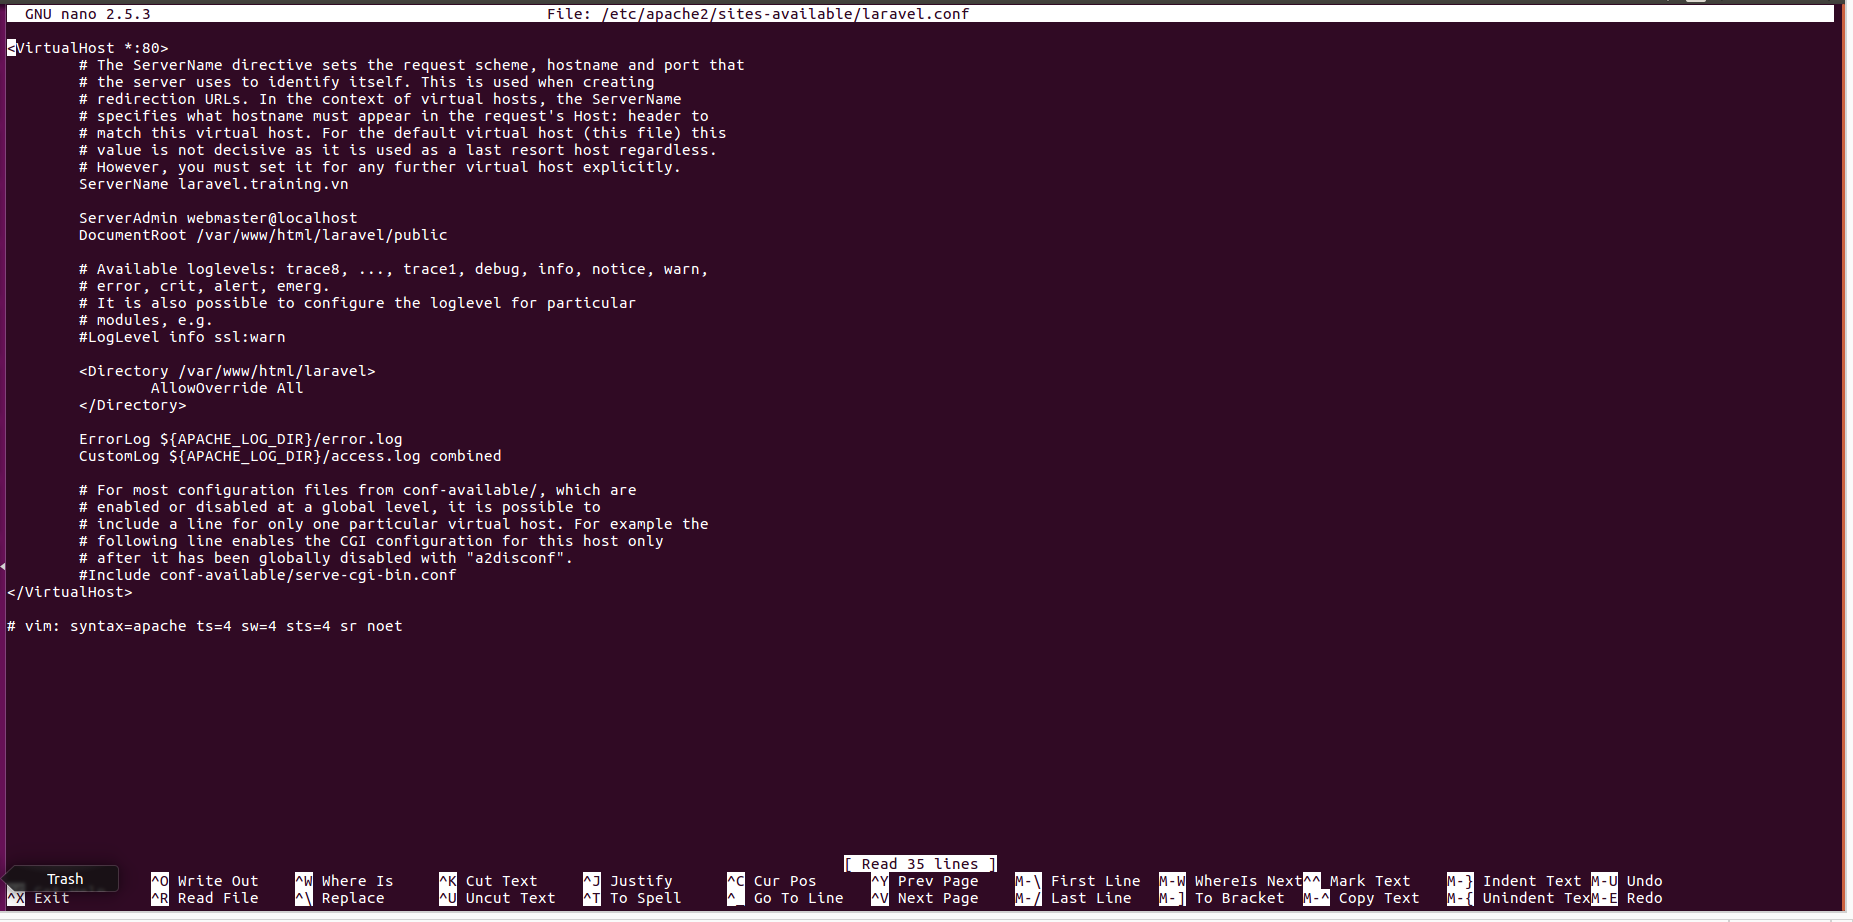 GNU nano 2.5.3 File: /etc/apache2/sites-available/laravel.conf
<VirtualHost *:80>
# The ServerName directive sets the request scheme, hostname and port that
# the server uses to identify itself. This is used when creating
# redirection URLs. In the context of virtual hosts, the ServerName
# specifies what hostname must appear in the request's Host: header to
# match this virtual host. For the default virtual host (this file) this
# value is not decisive as it is used as a last resort host regardless.
# However, you must set it for any further virtual host explicitly.
ServerName laravel.training.vn
ServerAdmin webmaster@localhost
DocumentRoot /var/www/html/laravel/public
# Available loglevels: trace8, ..., trace1, debug, info, notice, warn,
# error, crit, alert, emerg.
# It is also possible to configure the loglevel for particular
# modules, e.g.
#LogLevel info ssl:warn
<Directory /var/www/html/laravel>
AllowOverride All
</Directory>
ErrorLog ${APACHE_LOG_DIR}/error.log
CustomLog ${APACHE_LOG_DIR}/access.log combined
# For most configuration files from conf-available/, which are
# enabled or disabled at a global level, it is possible to
# include a line for only one particular virtual host. For example the
# following line enables the CGI configuration for this host only
# after it has been globally disabled with "a2disconf".
#Include conf-available/serve-cgi-bin.conf
</VirtualHost>
# vim: syntax=apache ts=4 sw=4 sts=4 sr noet
[ Read 35 lines ]
Trash ^O Write Out ^W Where Is ^K Cut Text ^J Justify ^C Cur Pos ^Y Prev Page M-\ First Line M-W WhereIs Next ^^ Mark Text M-} Indent Text M-U Undo
^X Exit ^R Read File ^\ Replace ^U Uncut Text ^T To Spell ^_ Go To Line ^V Next Page M-/ Last Line M-] To Bracket M-^ Copy Text M-{ Unindent Tex M-E Redo